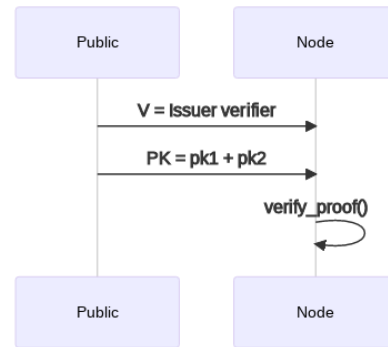 Public
Node
V = Issuer verifier
PK = pk1 + pk2
verify_proof()
Public
Node